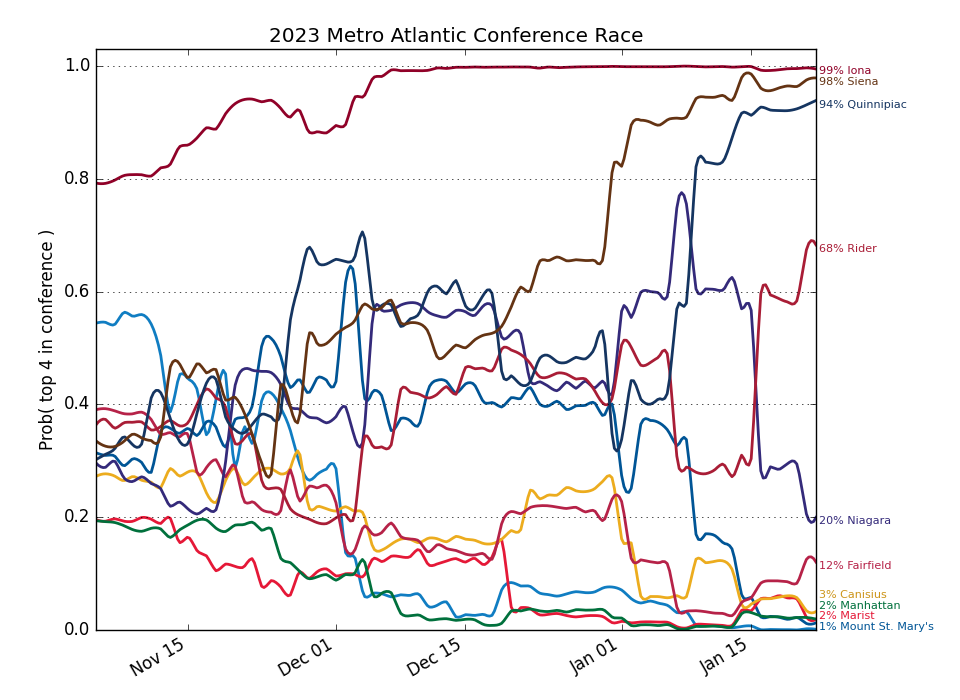 2023 Metro Atlantic Conference Race
Prob( top 4 in conference )
1.0
0.8
0.6
0.4
0.2
0.0
Nov 15
Dec 01
Dec 15
Jan 01
Jan 15
99% Iona
98% Siena
94% Quinnipiac
68% Rider
20% Niagara
12% Fairfield
3% Canisius
2% Manhattan
2% Marist
1% Mount St. Mary's